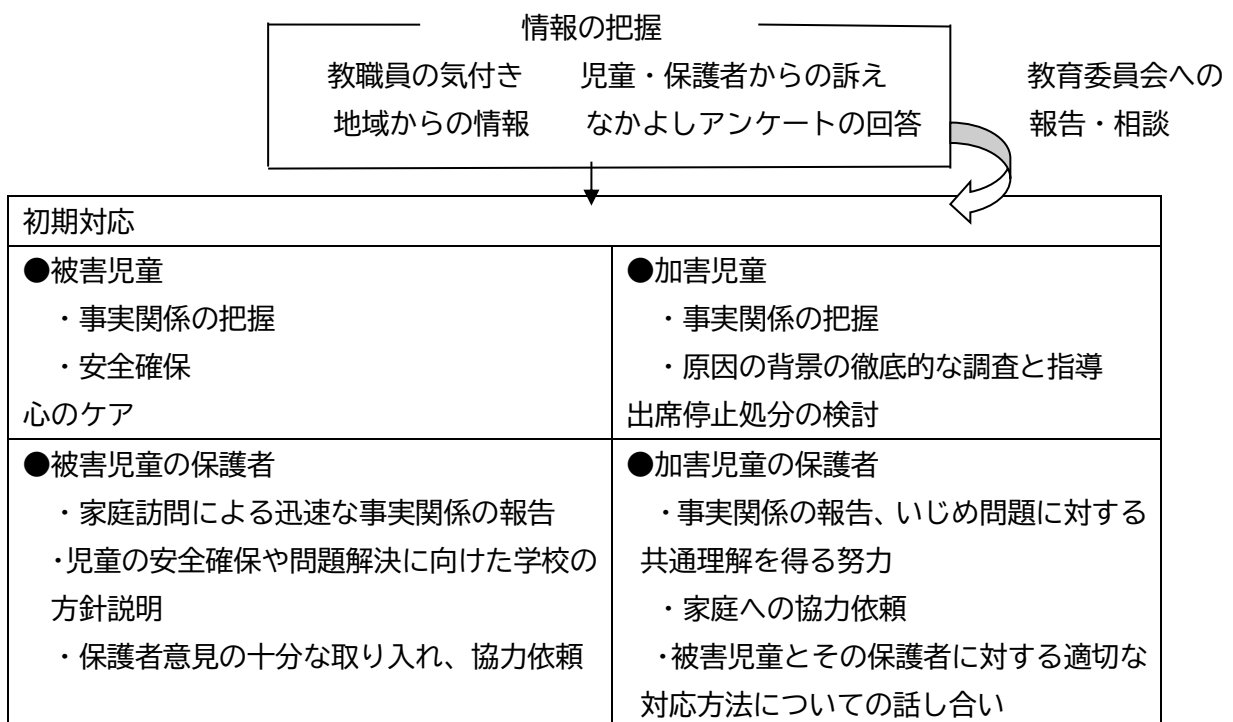 情報の把握
教職員の気付き　児童・保護者からの訴え
地域からの情報　なかよしアンケートの回答
教育委員会への
報告・相談
初期対応
●被害児童
・事実関係の把握
・安全確保
心のケア
●加害児童
・事実関係の把握
・原因の背景の徹底的な調査と指導
出席停止処分の検討
●被害児童の保護者
・家庭訪問による迅速な事実関係の報告
・児童の安全確保や問題解決に向けた学校の
方針説明
・保護者意見の十分な取り入れ、協力依頼
●加害児童の保護者
・事実関係の報告、いじめ問題に対する
共通理解を得る努力
・家庭への協力依頼
・被害児童とその保護者に対する適切な
対応方法についての話し合い